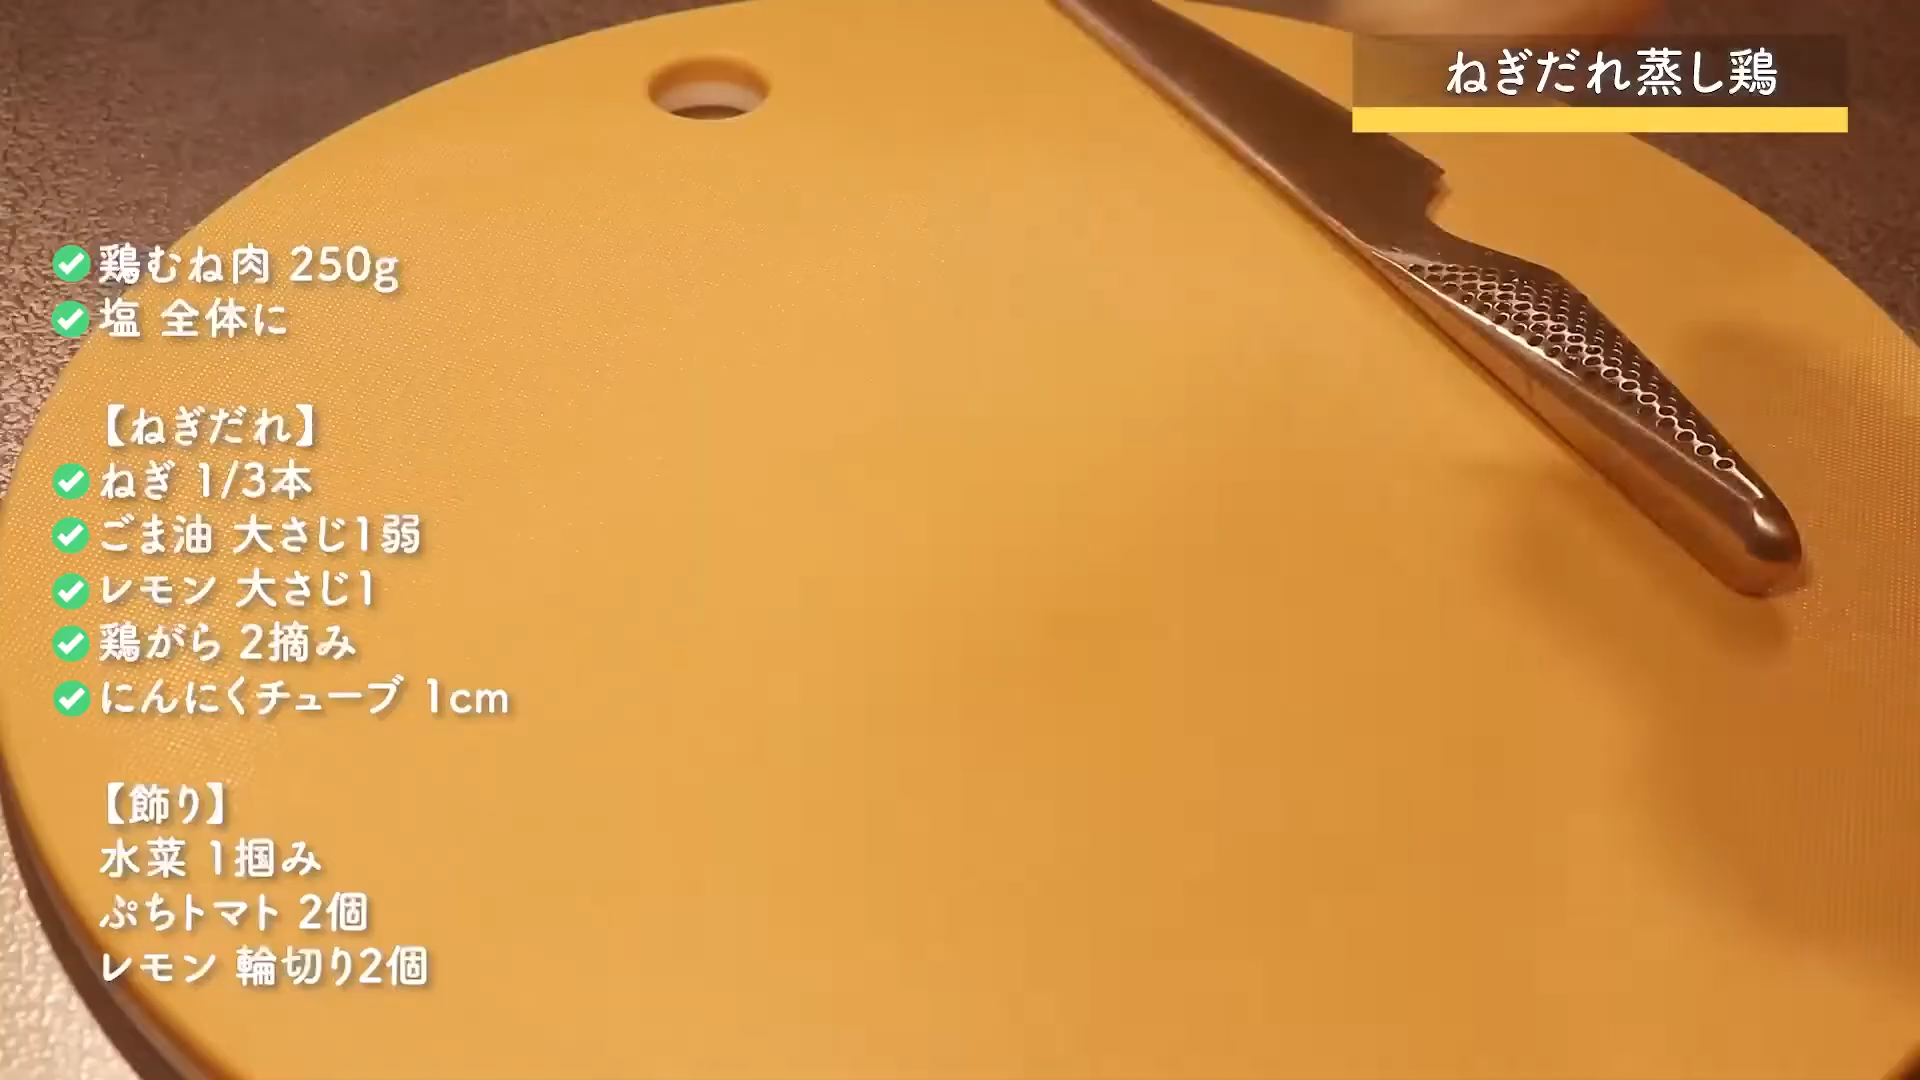 ねぎだれ蒸し鶏
鶏むね肉 250g
塩 全体に
【ねぎだれ】
ねぎ 1/3本
ごま油 大さじ1弱
レモン 大さじ1
鶏がら 2摘み
にんにくチューブ 1cm
【飾り】
水菜 1掴み
ぷちトマト 2個
レモン 輪切り2個